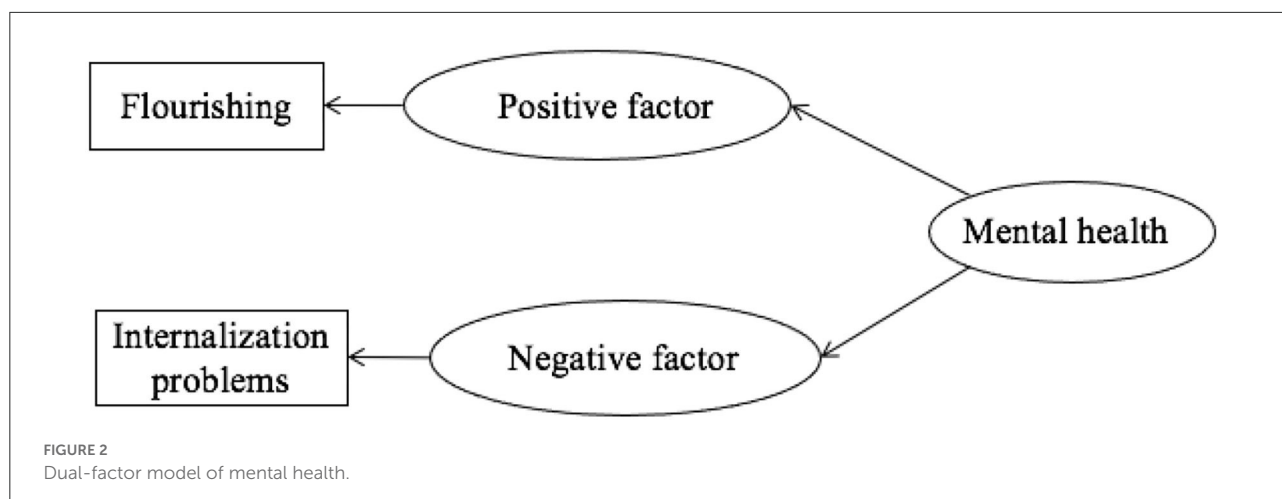 Flourishing
Positive factor
Mental health
Internalization
problems
Negative factor
FIGURE 2
Dual-factor model of mental health.